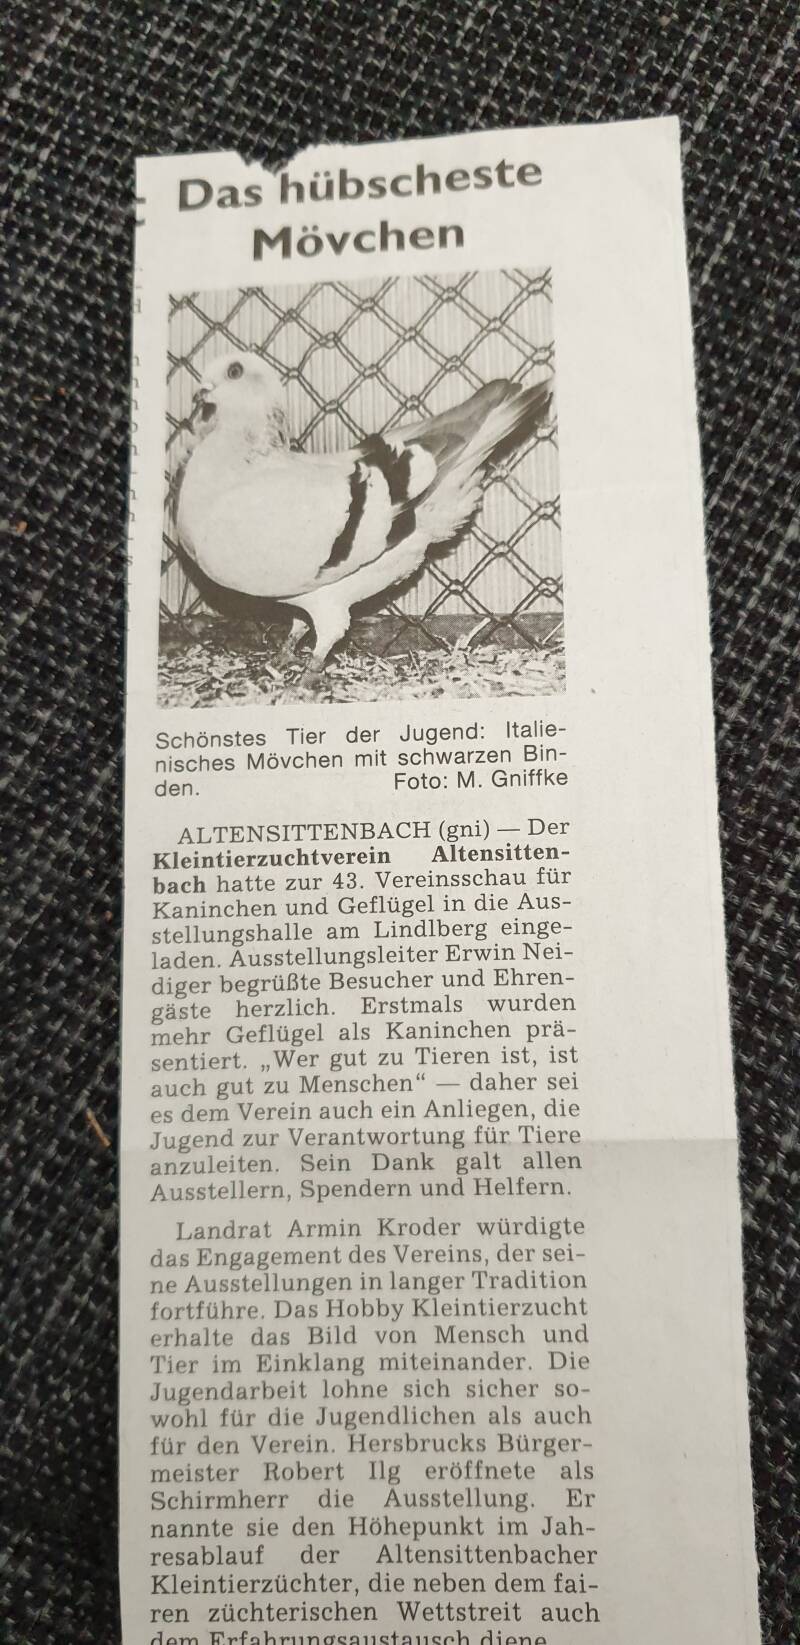 Das hübscheste
Mövchen
Schönstes Tier der Jugend: Italie-
nisches Mövchen mit schwarzen Bin-
den. Foto: M. Gniffke
ALTENSITTENBACH (gni) — Der
Kleintierzuchtverein Altensitten-
bach hatte zur 43. Vereinsschau für
Kaninchen und Geflügel in die Aus-
stellungshalle am Lindlberg einge-
laden. Ausstellungsleiter Erwin Nei-
diger begrüßte Besucher und Ehren-
gäste herzlich. Erstmals wurden
mehr Geflügel als Kaninchen prä-
sentiert. „Wer gut zu Tieren ist, ist
auch gut zu Menschen“ — daher sei
es dem Verein auch ein Anliegen, die
Jugend zur Verantwortung für Tiere
anzuleiten. Sein Dank galt allen
Ausstellern, Spendern und Helfern.
Landrat Armin Kroder würdigte
das Engagement des Vereins, der sei-
ne Ausstellungen in langer Tradition
fortführe. Das Hobby Kleintierzucht
erhalte das Bild von Mensch und
Tier im Einklang miteinander. Die
Jugendarbeit lohne sich sicher so-
wohl für die Jugendlichen als auch
für den Verein. Hersbrucks Bürger-
meister Robert Ilg eröffnete als
Schirmherr die Ausstellung. Er
nannte sie den Höhepunkt im Jah-
resablauf der Altensittenbacher
Kleintierzüchter, die neben dem fai-
ren züchterischen Wettstreit auch
dem Erfahrungsaustausch diene